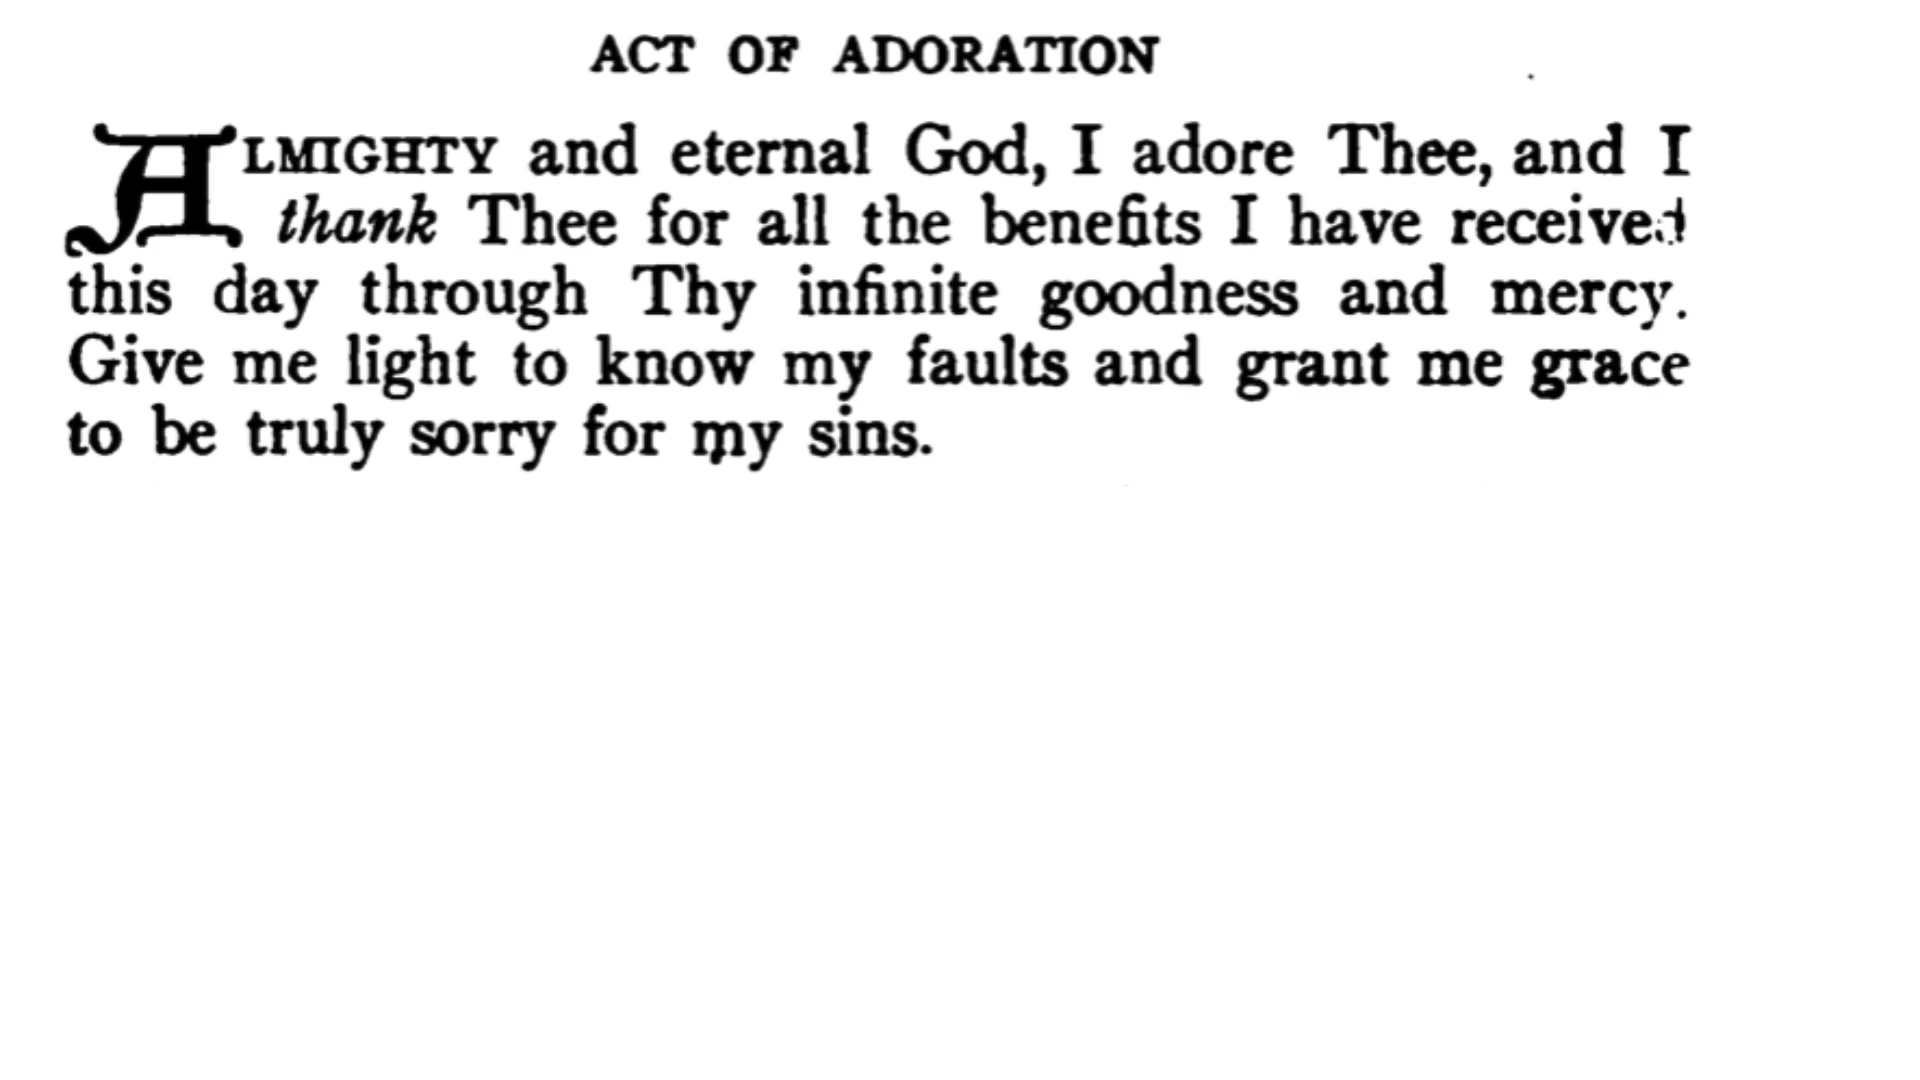 ACT OF ADORATION
ALMIGHTY and eternal God, I adore Thee, and I
thank Thee for all the benefits I have received
this day through Thy infinite goodness and mercy.
Give me light to know my faults and grant me grace
to be truly sorry for my sins.